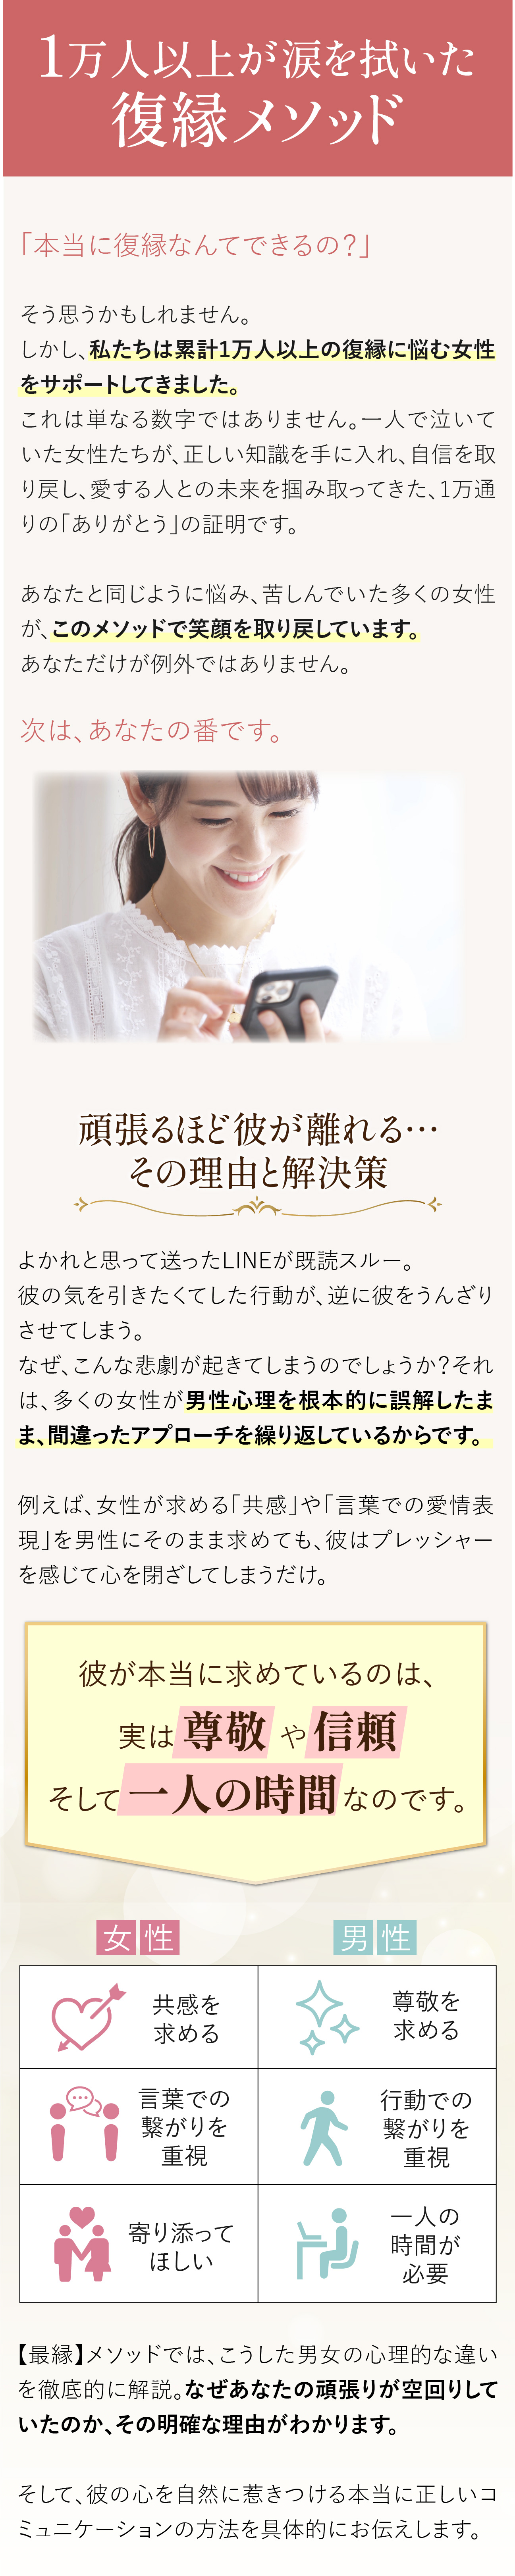 1万人以上が涙を拭いた
復縁メソッド
「本当に復縁なんてできるの？」
そう思うかもしれません。
しかし、私たちは累計1万人以上の復縁に悩む女性
をサポートしてきました。
これは単なる数字ではありません。一人で泣いて
いた女性たちが、正しい知識を手に入れ、自信を取
り戻し、愛する人との未来を掴み取ってきた、1万通
りの「ありがとう」の証明です。
あなたと同じように悩み、苦しんでいた多くの女性
が、このメソッドで笑顔を取り戻しています。
あなただけが例外ではありません。
次は、あなたの番です。
頑張るほど彼が離れる…
その理由と解決策
よかれと思って送ったLINEが既読スルー。
彼の気を引きたくてした行動が、逆に彼をうんざり
させてしまう。
なぜ、こんな悲劇が起きてしまうのでしょうか？それ
は、多くの女性が男性心理を根本的に誤解したま
ま、間違ったアプローチを繰り返しているからです。
例えば、女性が求める「共感」や「言葉での愛情表
現」を男性にそのまま求めても、彼はプレッシャー
を感じて心を閉ざしてしまうだけ。
彼が本当に求めているのは、
実は尊敬や信頼
そして一人の時間なのです。
女性
男性
共感を
求める
尊敬を
求める
言葉での
繋がりを
重視
行動での
繋がりを
重視
寄り添って
ほしい
一人の
時間が
必要
【最縁】メソッドでは、こうした男女の心理的な違い
を徹底的に解説。なぜあなたの頑張りが空回りして
いたのか、その明確な理由がわかります。
そして、彼の心を自然に惹きつける本当に正しいコ
ミュニケーションの方法を具体的にお伝えします。